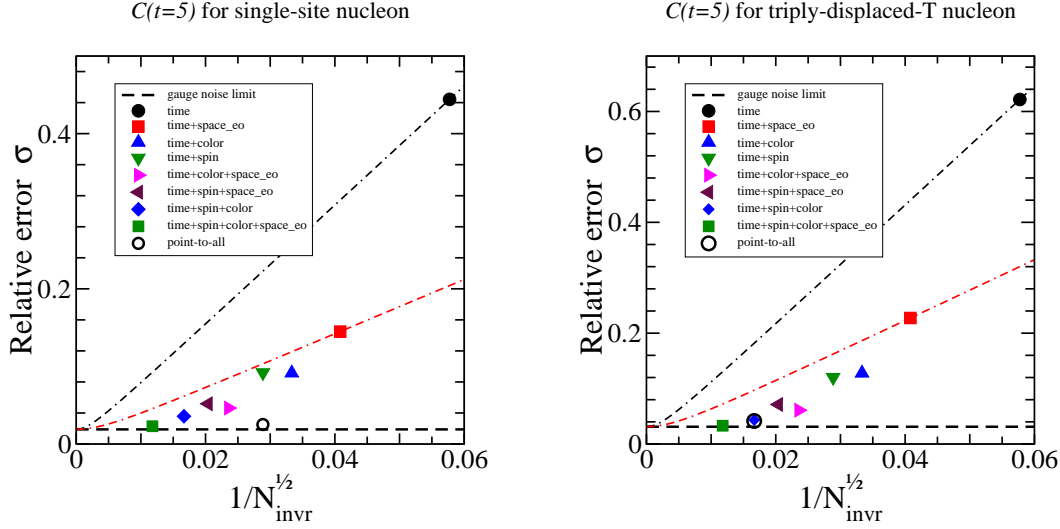 C(t=5) for single-site nucleon
Relative error σ
0.4
0.2
0
0
0.02
0.04
0.06
1/N_invr^½
gauge noise limit
time
time+space_eo
time+color
time+spin
time+color+space_eo
time+spin+space_eo
time+spin+color
time+spin+color+space_eo
point-to-all
C(t=5) for triply-displaced-T nucleon
Relative error σ
0.6
0.4
0.2
0
0
0.02
0.04
0.06
1/N_invr^½
gauge noise limit
time
time+space_eo
time+color
time+spin
time+color+space_eo
time+spin+space_eo
time+spin+color
time+spin+color+space_eo
point-to-all